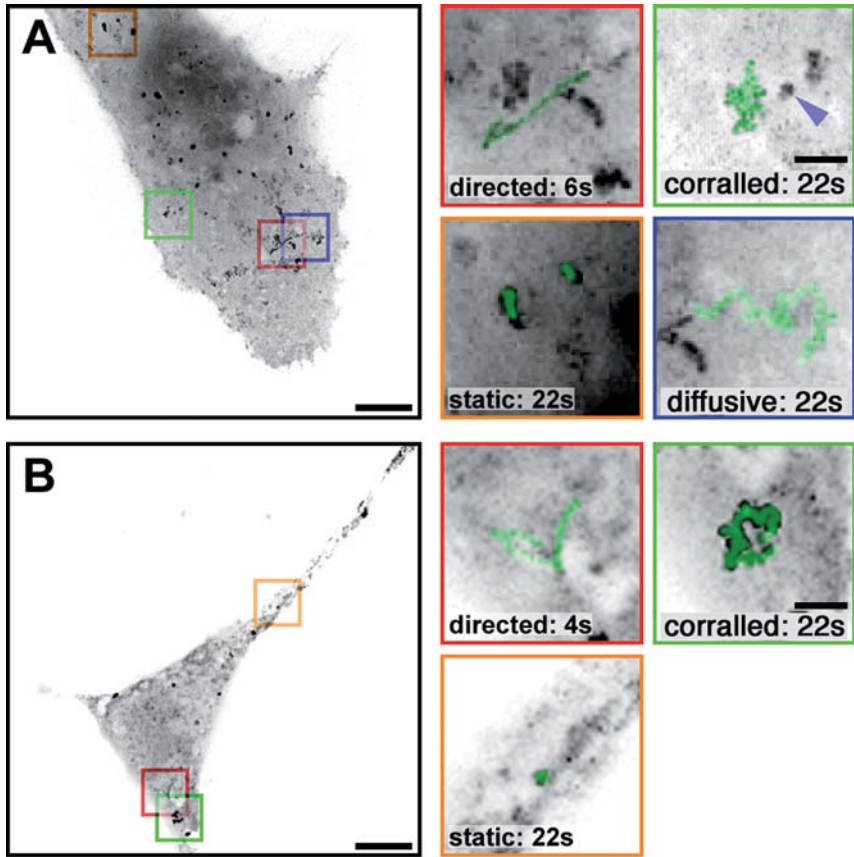 A
directed: 6s
corralled: 22s
static: 22s
diffusive: 22s
B
directed: 4s
corralled: 22s
static: 22s